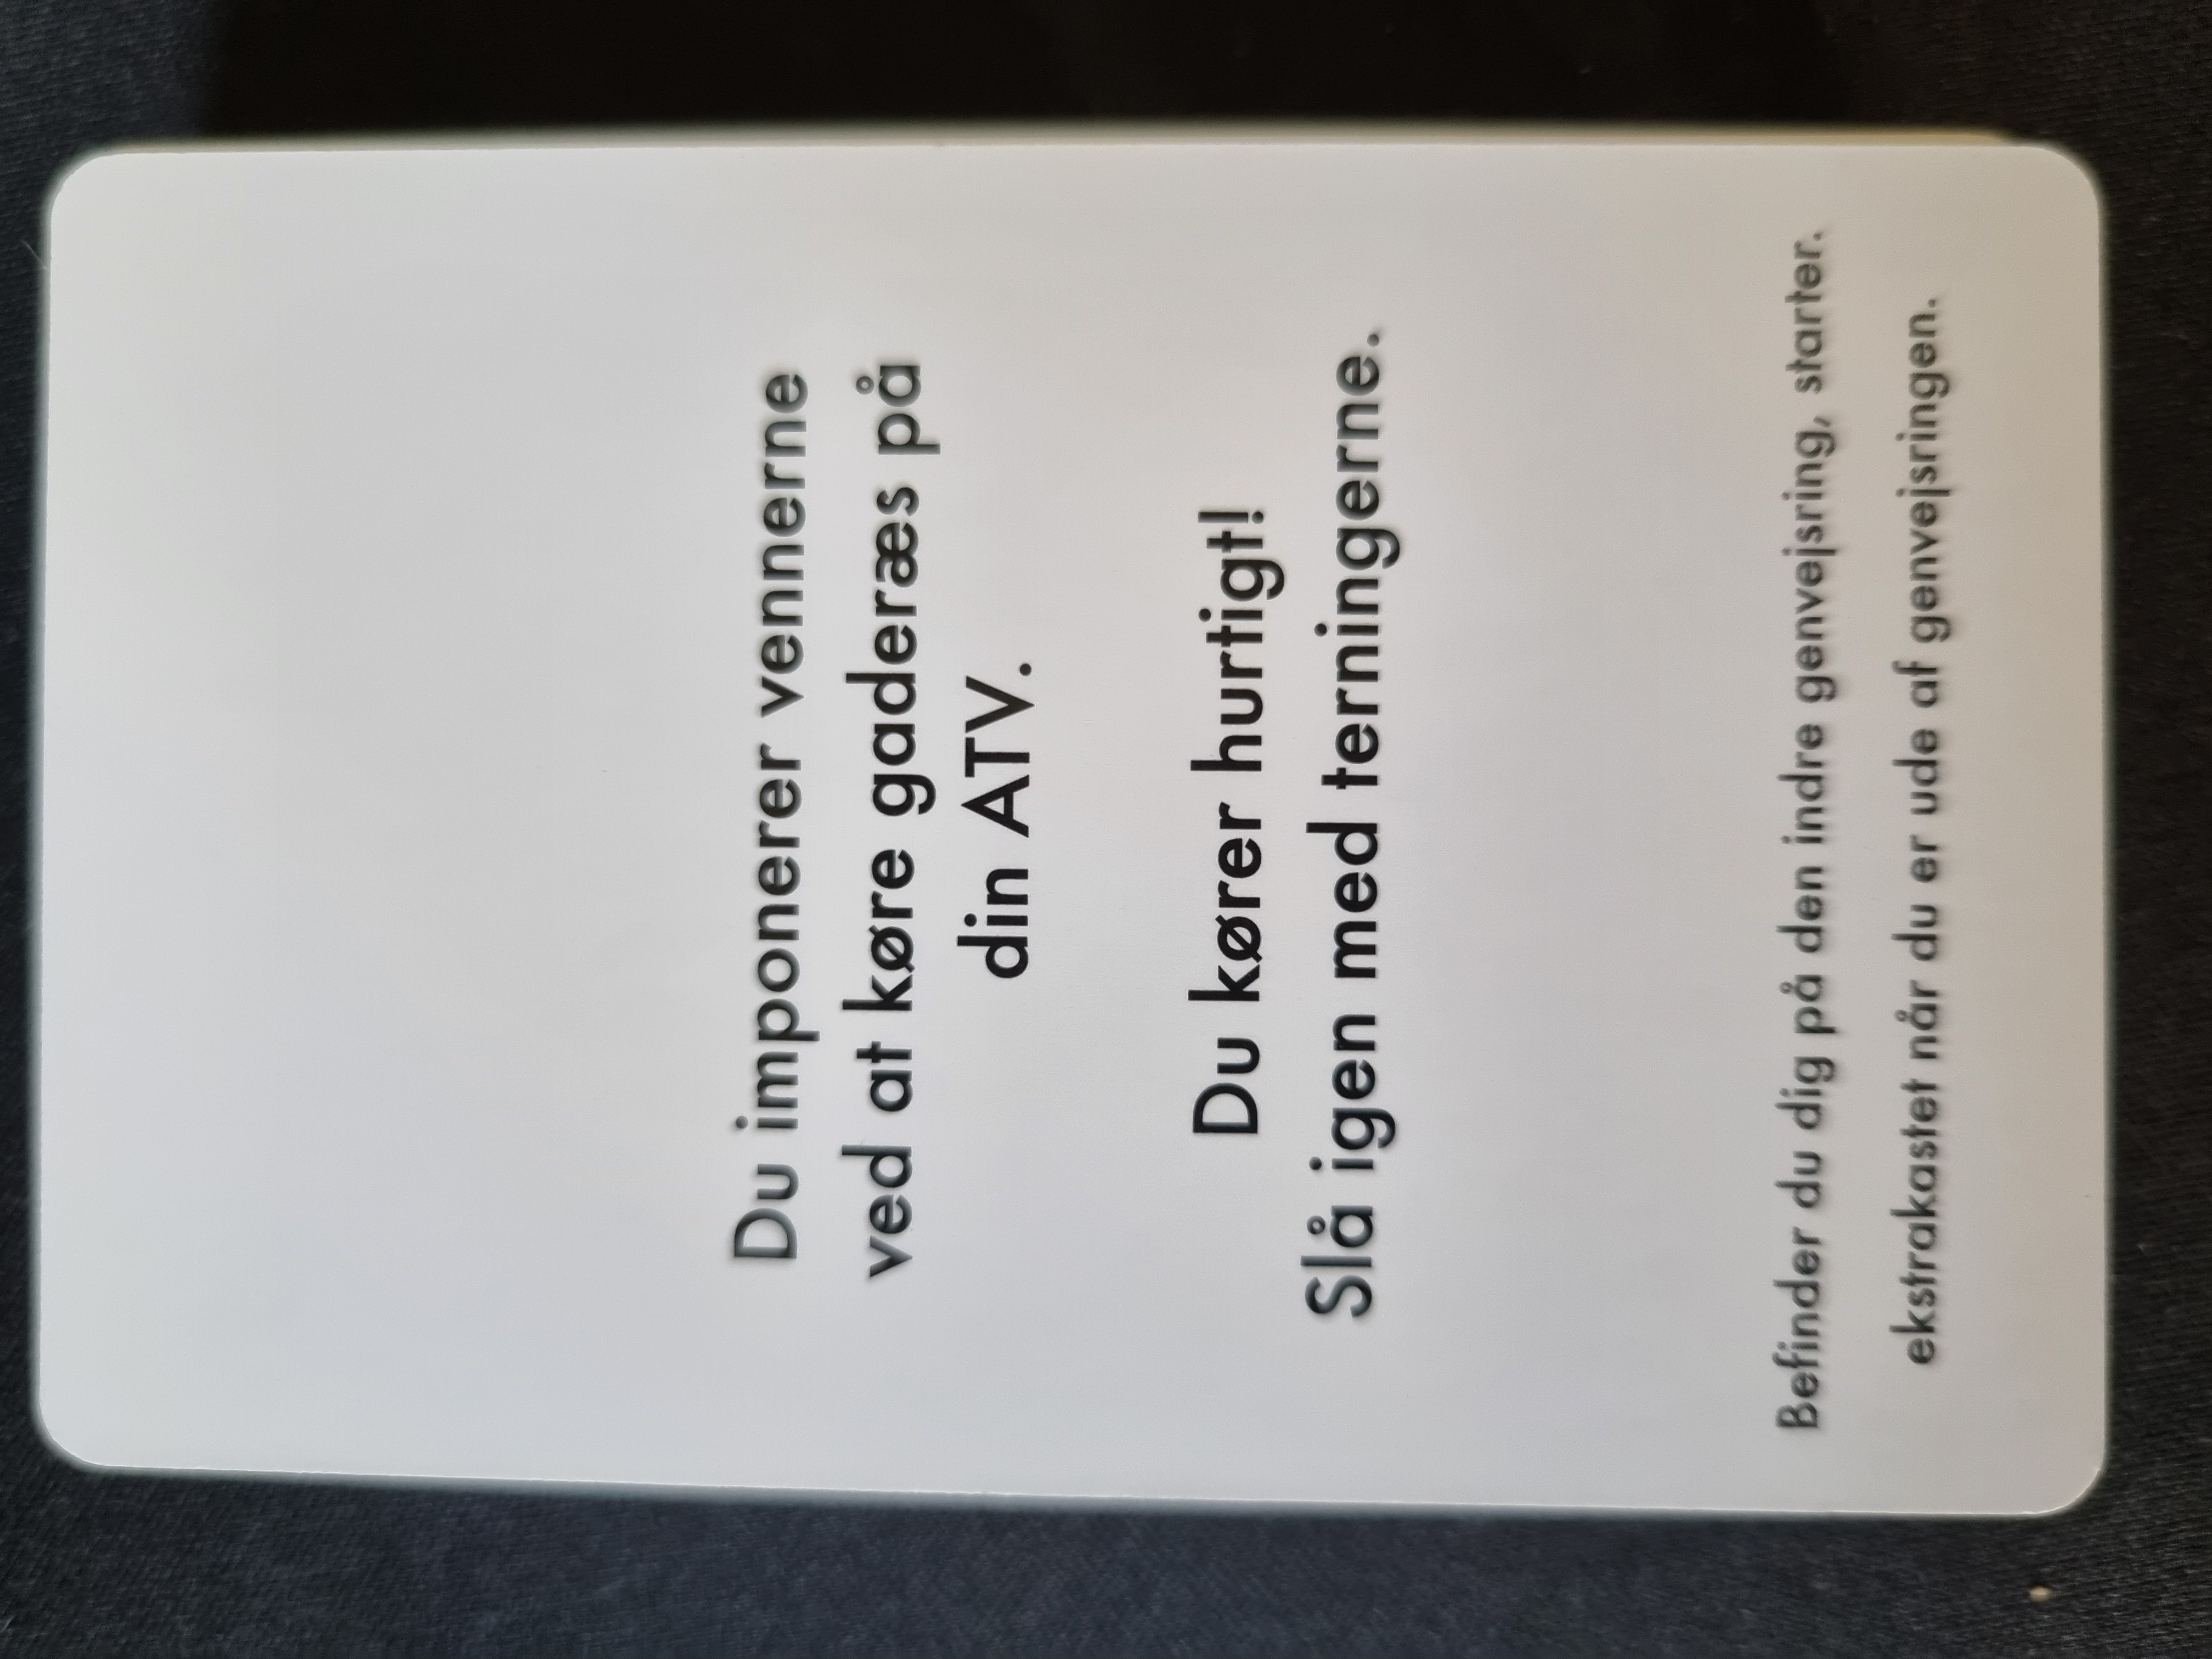 Du imponerer vennerne
ved at køre gaderæs på
din ATV.
Du kører hurtigt!
Slå igen med terningerne.
Befinder du dig på den indre genvejsring, starter.
ekstrakastet når du er ude af genvejsringen.